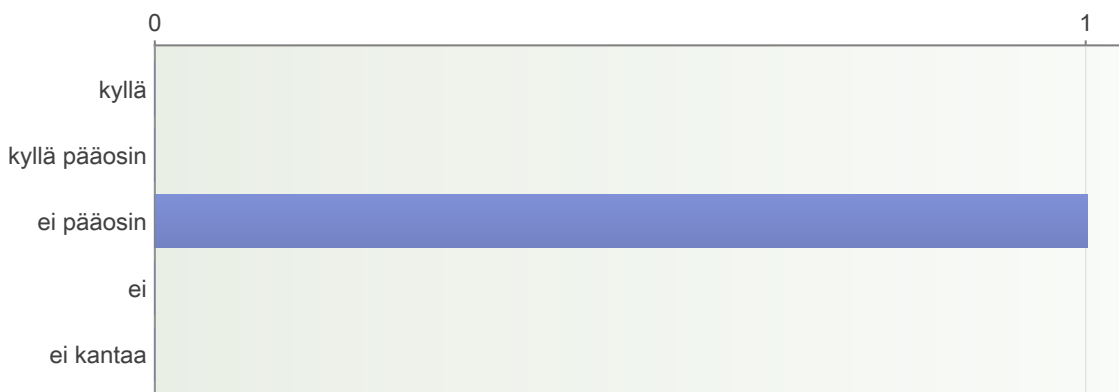 0 1
kyllä
kyllä pääosin
ei pääosin
ei
ei kantaa